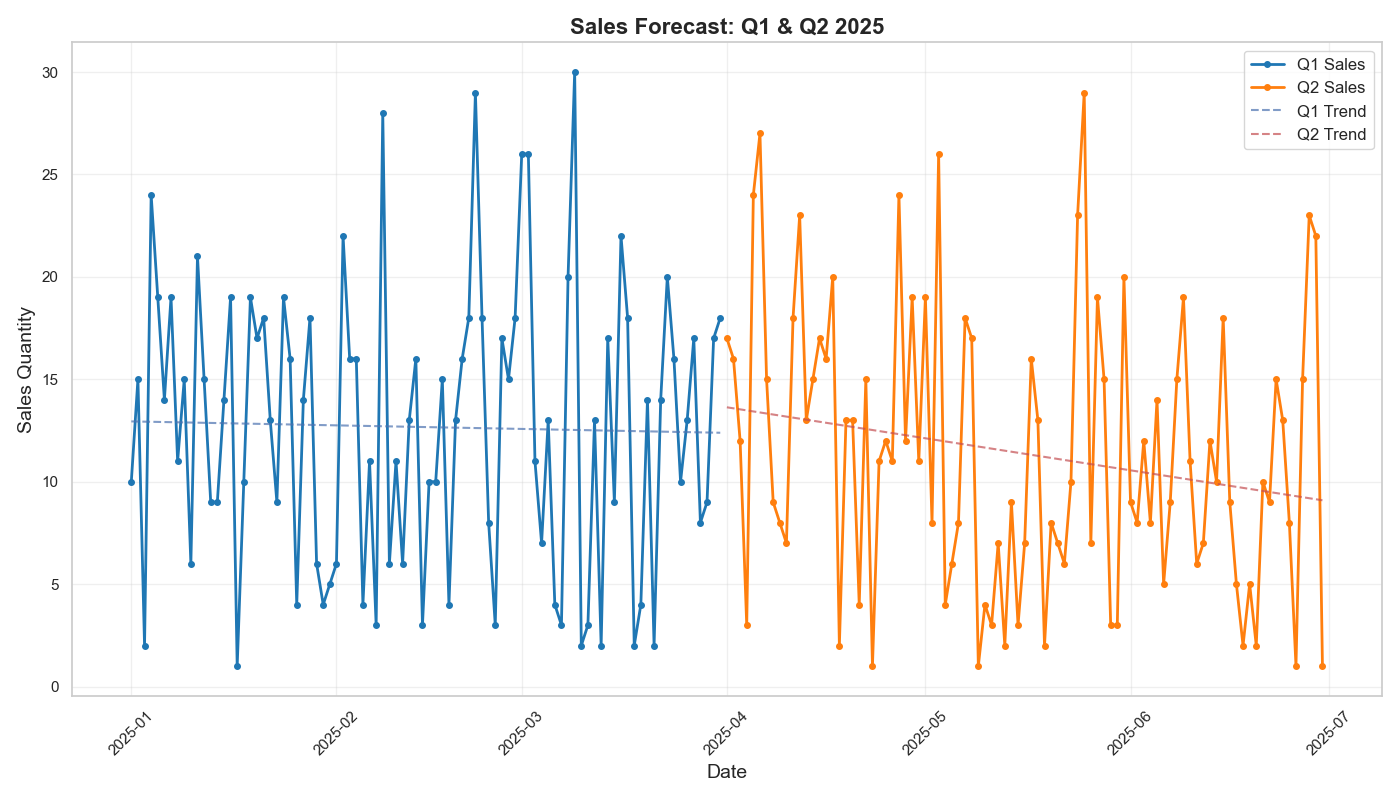 Sales Forecast: Q1 & Q2 2025
Q1 Sales
Q2 Sales
Q1 Trend
Q2 Trend
Sales Quantity
30
25
20
15
10
5
0
2025-01
2025-02
2025-03
2025-04
2025-05
2025-06
2025-07
Date